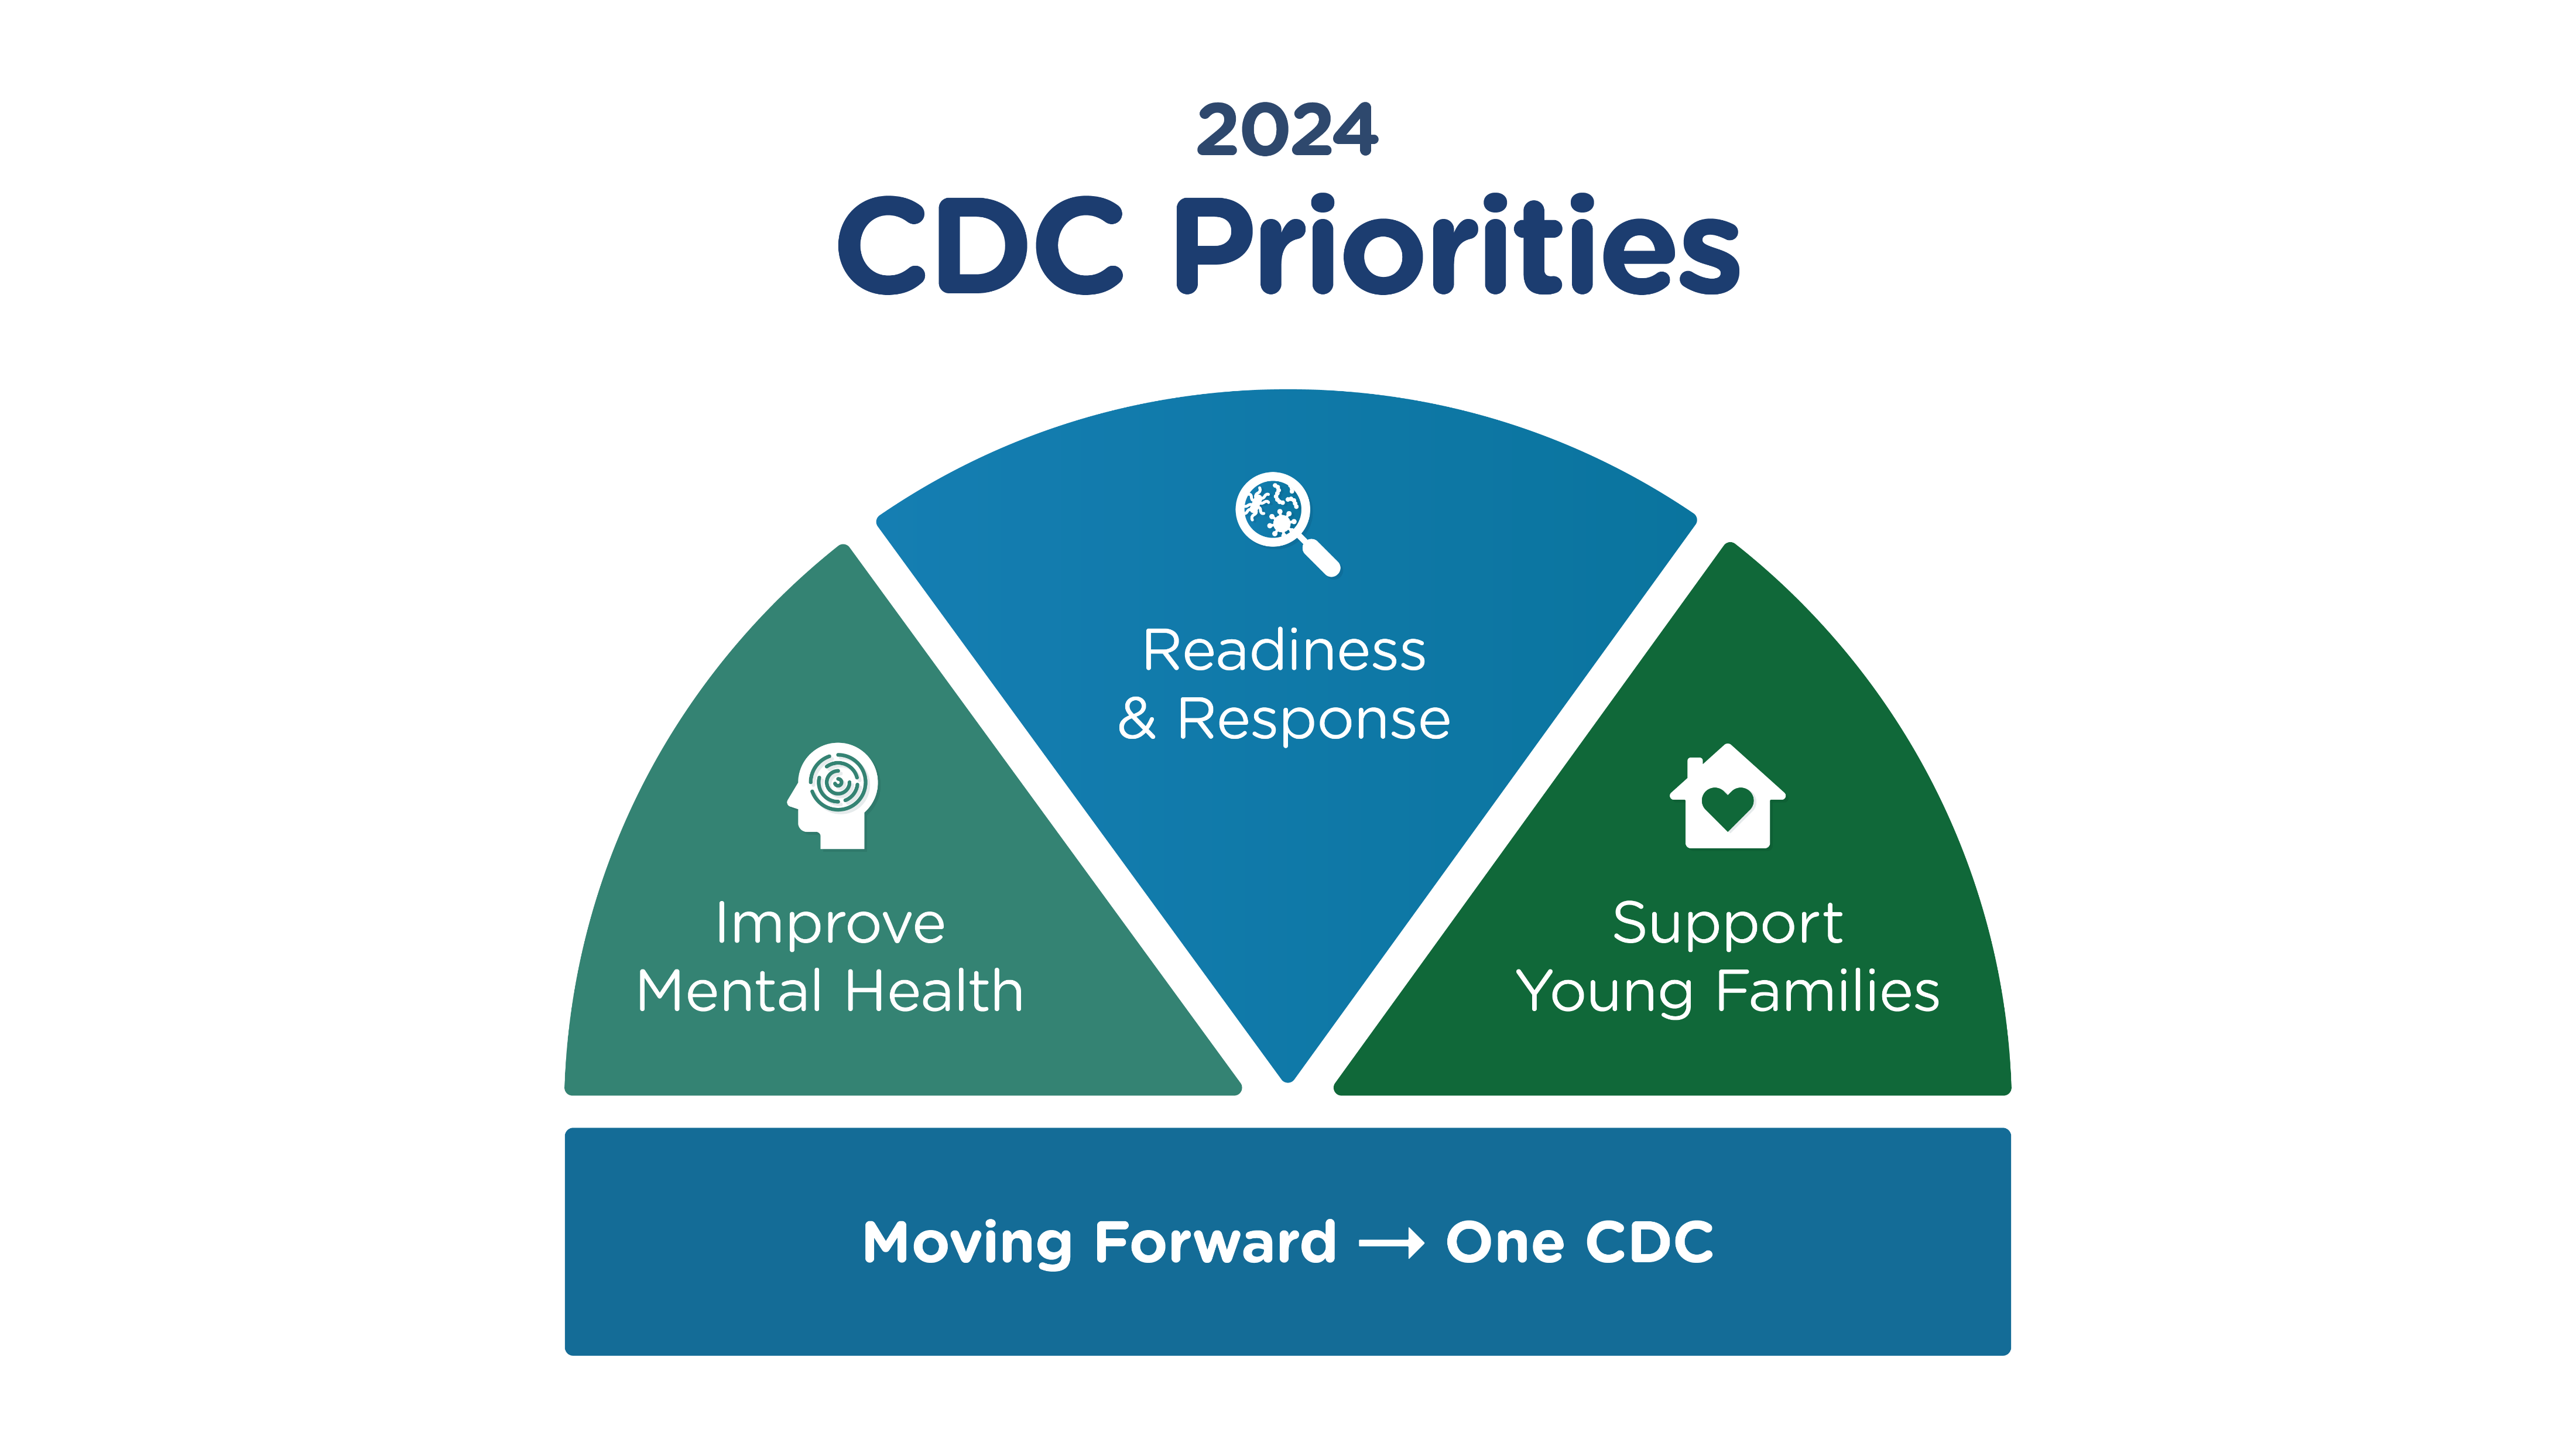 2024
CDC Priorities
Readiness
& Response
Improve
Mental Health
Support
Young Families
Moving Forward → One CDC